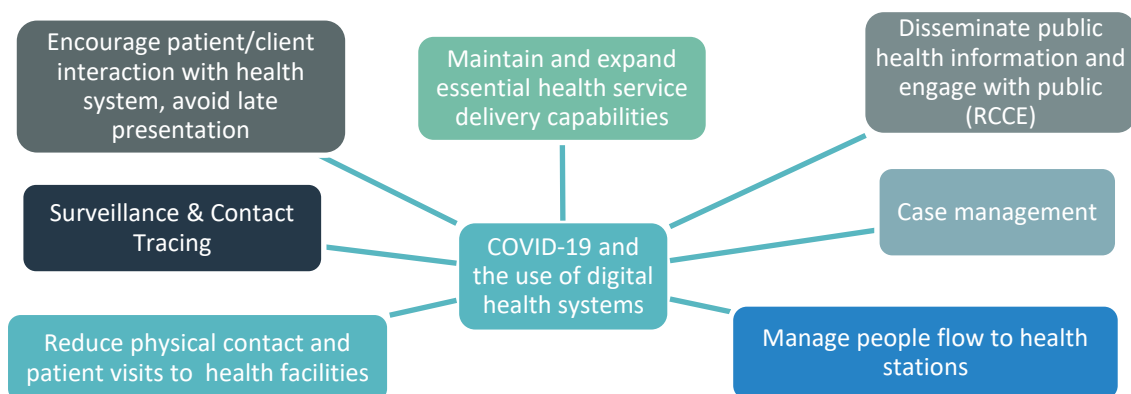 Encourage patient/client
interaction with health
system, avoid late
presentation
Maintain and expand
essential health service
delivery capabilities
Disseminate public
health information and
engage with public
(RCCE)
Surveillance & Contact
Tracing
COVID-19 and
the use of digital
health systems
Case management
Reduce physical contact and
patient visits to health facilities
Manage people flow to health
stations